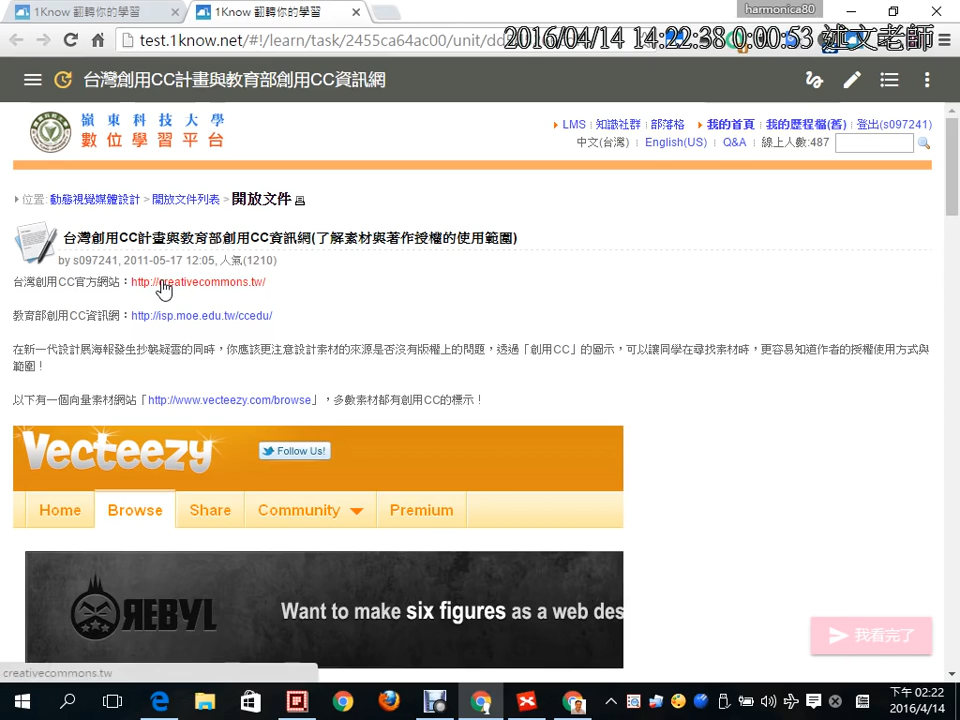 1Know 翻轉你的學習
1Know 翻轉你的學習
harmonica80
test.1know.net/#!/learn/task/2455ca64ac00/unit/dd
2016/04/14 14:22:38 0:00:53 述文老師
台灣創用CC計畫與教育部創用CC資訊網
嶺東科技大學
數位學習平台
LMS | 知識社群 | 部落格 我的首頁 | 我的歷程檔(舊) | 登出(s097241)
中文(台灣) | English(US) | Q&A | 線上人數:487
位置: 動態視覺媒體設計 > 開放文件列表 > 開放文件
台灣創用CC計畫與教育部創用CC資訊網(了解素材與著作授權的使用範圍)
by s097241, 2011-05-17 12:05, 人氣(1210)
台灣創用CC官方網站：http://creativecommons.tw/
教育部創用CC資訊網：http://isp.moe.edu.tw/ccedu/
在新一代設計展海報發生抄襲疑雲的同時，你應該更注意設計素材的來源是否沒有版權上的問題，透過「創用CC」的圖示，可以讓同學在尋找素材時，更容易知道作者的授權使用方式與
範圍！
以下有一個向量素材網站「http://www.vecteezy.com/browse」，多數素材都有創用CC的標示！
Vecteezy
Follow Us!
Home Browse Share Community Premium
REBYL
Want to make six figures as a web des
我看完了
creativecommons.tw
下午 02:22
2016/4/14